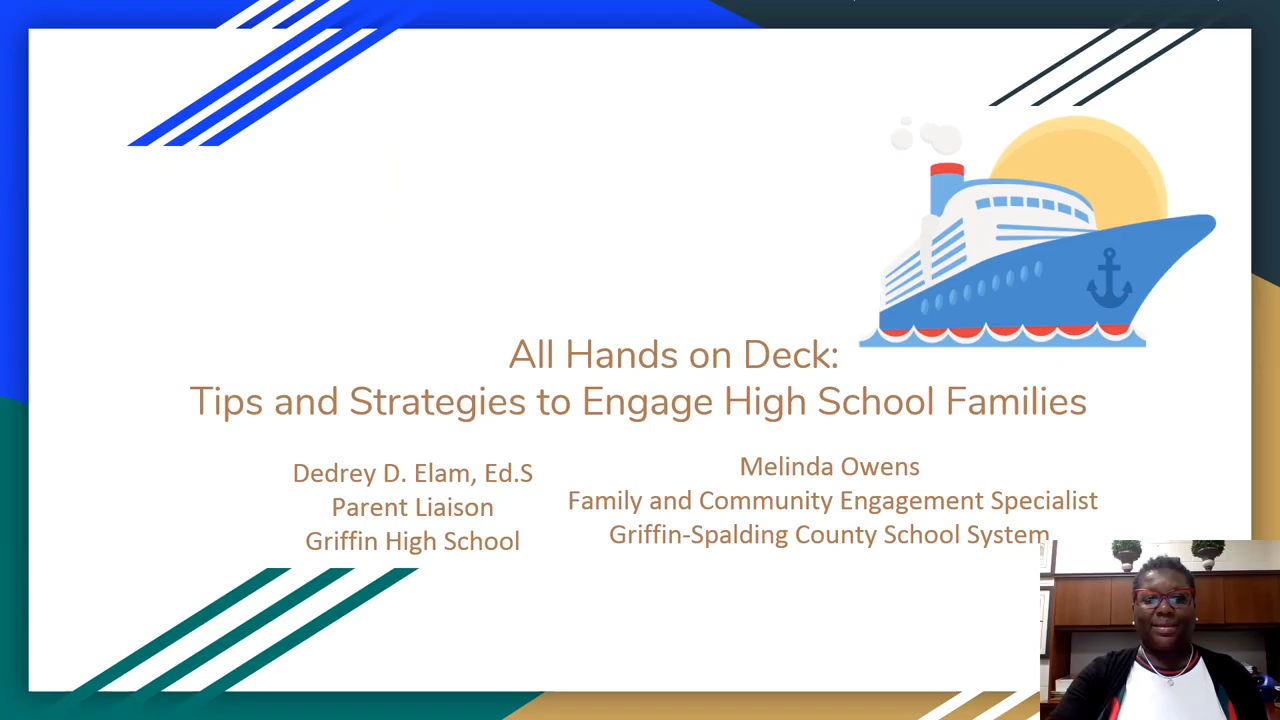 All Hands on Deck:
Tips and Strategies to Engage High School Families
Dedrey D. Elam, Ed.S
Parent Liaison
Griffin High School
Melinda Owens
Family and Community Engagement Specialist
Griffin-Spalding County School System